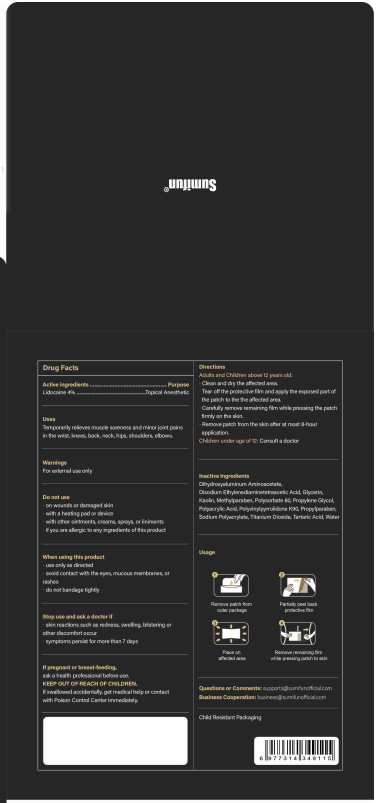 Sumifun®
Drug Facts
Active ingredients ........................................ Purpose
Lidocaine 4% ........................................Topical Anesthetic
Uses
Temporarily relieves muscle soreness and minor joint pains
in the wrist, knees, back, neck, hips, shoulders, elbows.
Warnings
For external use only
Do not use
· on wounds or damaged skin
· with a heating pad or device
· with other ointments, creams, sprays, or liniments
· if you are allergic to any ingredients of this product
When using this product
· use only as directed
· avoid contact with the eyes, mucous membranes, or
rashes
· do not bandage tightly
Stop use and ask a doctor if
· skin reactions such as redness, swelling, blistering or
other discomfort occur
· symptoms persist for more than 7 days
If pregnant or breast-feeding,
ask a health professional before use.
KEEP OUT OF REACH OF CHILDREN.
If swallowed accidentally, get medical help or contact
with Poison Control Center immediately.
Directions
Adults and Children above 12 years old:
· Clean and dry the affected area.
· Tear off the protective film and apply the exposed part of
the patch to the the affected area.
· Carefully remove remaining film while pressing the patch
firmly on the skin.
· Remove patch from the skin after at most 8-hour
application.
Children under age of 12: Consult a doctor
Inactive Ingredients
Dihydroxyaluminum Aminoacetate,
Disodium Ethylenediaminetetraacetic Acid, Glycerin,
Kaolin, Methylparaben, Polysorbate 80, Propylene Glycol,
Polyacrylic Acid, Polyvinylpyrrolidone K90, Propylparaben,
Sodium Polyacrylate, Titanium Dioxide, Tartaric Acid, Water
Usage
1
Remove patch from
outer package
2
Partially peel back
protective film
3
Place on
affected area
4
Remove remaining film
while pressing patch to skin
Questions or Comments: supports@sumifunofficial.com
Business Cooperation: business@sumifunofficial.com
Child Resistant Packaging
6 977314 349115